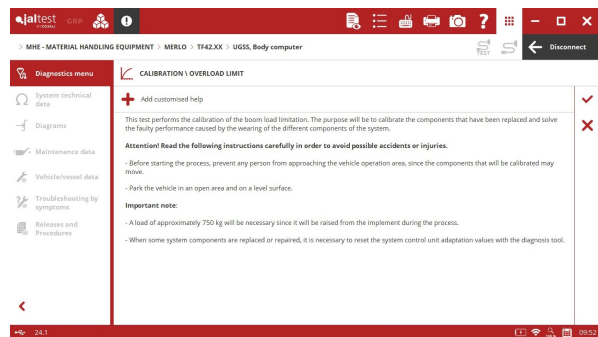 jaltest GRP
BY COJALI
MHE - MATERIAL HANDLING EQUIPMENT > MERLO > TF42.XX > UGSS, Body computer
TEST
Disconnect
Diagnostics menu
CALIBRATION \ OVERLOAD LIMIT
System technical
data
Diagrams
Maintenance data
Vehicle/vessel data
Troubleshooting by
symptoms
Releases and
Procedures
Add customised help
This test performs the calibration of the boom load limitation. The purpose will be to calibrate the components that have been replaced and solve
the faulty performance caused by the wearing of the different components of the system.
Attention! Read the following instructions carefully in order to avoid possible accidents or injuries.
- Before starting the process, prevent any person from approaching the vehicle operation area, since the components that will be calibrated may
move.
- Park the vehicle in an open area and on a level surface.
Important note:
- A load of approximately 750 kg will be necessary since it will be raised from the implement during the process.
- When some system components are replaced or repaired, it is necessary to reset the system control unit adaptation values with the diagnosis tool.
24.1
09:52